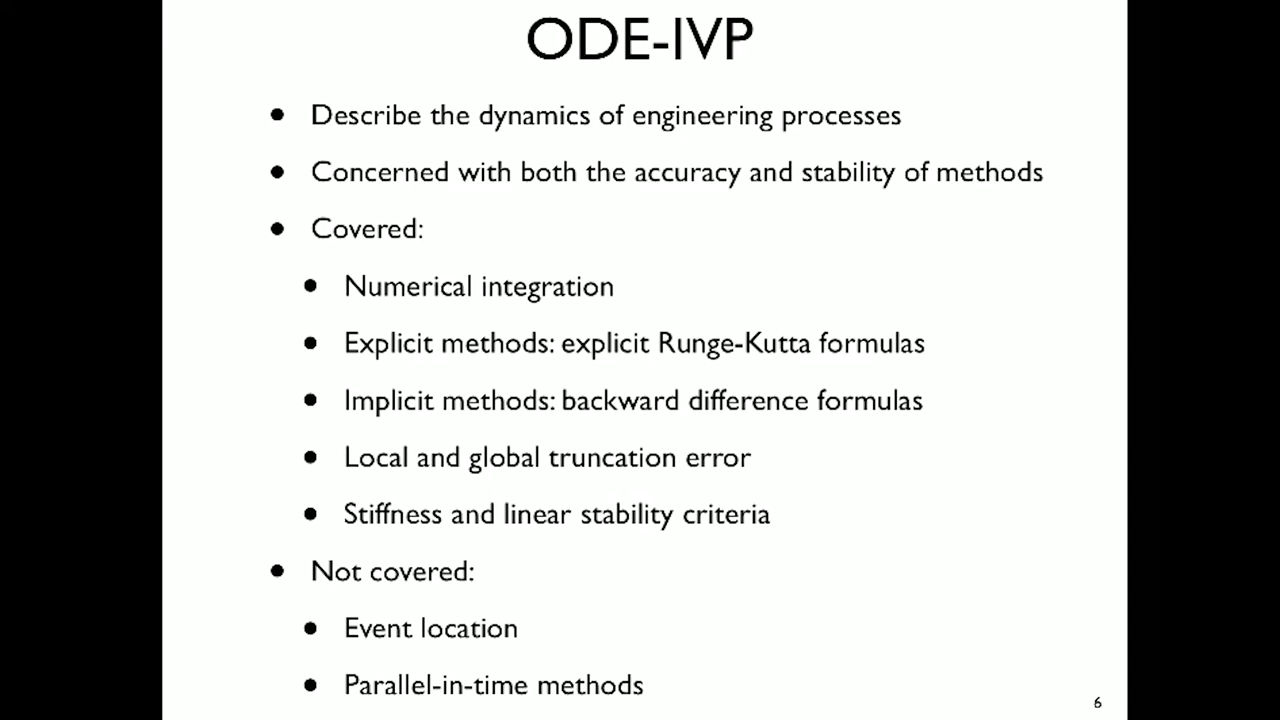 ODE-IVP
• Describe the dynamics of engineering processes
• Concerned with both the accuracy and stability of methods
• Covered:
• Numerical integration
• Explicit methods: explicit Runge-Kutta formulas
• Implicit methods: backward difference formulas
• Local and global truncation error
• Stiffness and linear stability criteria
• Not covered:
• Event location
• Parallel-in-time methods
6